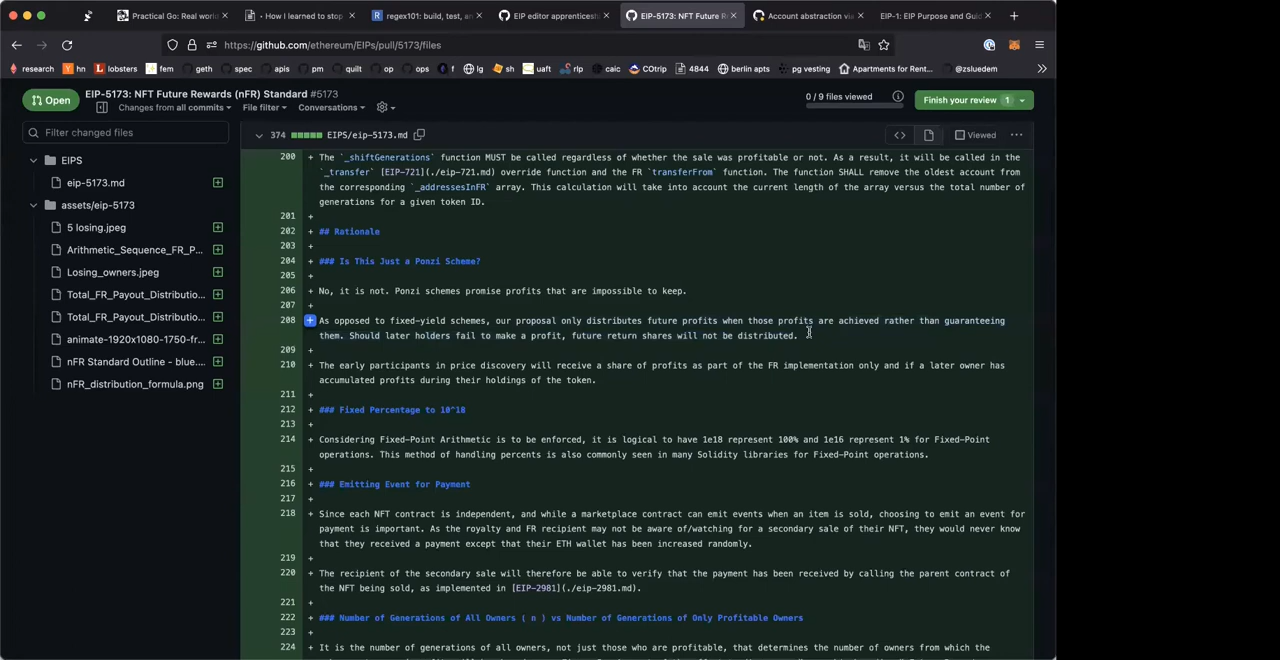 Practical Go: Real worl
· How I learned to stop
regex101: build, test, an
EIP editor apprenticesh
EIP-5173: NFT Future R
Account abstraction via
EIP-1: EIP Purpose and Guid
https://github.com/ethereum/EIPs/pull/5173/files
research
hn
lobsters
fem
geth
spec
apis
pm
quilt
op
ops
f
lg
sh
uaft
rlp
caic
COtrip
4844
berlin apts
pg vesting
Apartments for Rent...
@zsluedem
Open
EIP-5173: NFT Future Rewards (nFR) Standard #5173
Changes from all commits
File filter
Conversations
0 / 9 files viewed
Finish your review 1
Filter changed files
EIPS
eip-5173.md
assets/eip-5173
5 losing.jpeg
Arithmetic_Sequence_FR_P...
Losing_owners.jpeg
Total_FR_Payout_Distributio...
Total_FR_Payout_Distributio...
animate-1920x1080-1750-fr...
nFR Standard Outline - blue...
nFR_distribution_formula.png
374 EIPS/eip-5173.md
Viewed
200 + The `_shiftGenerations` function MUST be called regardless of whether the sale was profitable or not. As a result, it will be called in the
`_transfer` [EIP-721](./eip-721.md) override function and the FR `transferFrom` function. The function SHALL remove the oldest account from
the corresponding `_addressesInFR` array. This calculation will take into account the current length of the array versus the total number of
generations for a given token ID.
201 +
202 + ## Rationale
203 +
204 + ### Is This Just a Ponzi Scheme?
205 +
206 + No, it is not. Ponzi schemes promise profits that are impossible to keep.
207 +
208 + As opposed to fixed-yield schemes, our proposal only distributes future profits when those profits are achieved rather than guaranteeing
them. Should later holders fail to make a profit, future return shares will not be distributed.
209 +
210 + The early participants in price discovery will receive a share of profits as part of the FR implementation only and if a later owner has
accumulated profits during their holdings of the token.
211 +
212 + ### Fixed Percentage to 10^18
213 +
214 + Considering Fixed-Point Arithmetic is to be enforced, it is logical to have 1e18 represent 100% and 1e16 represent 1% for Fixed-Point
operations. This method of handling percents is also commonly seen in many Solidity libraries for Fixed-Point operations.
215 +
216 + ### Emitting Event for Payment
217 +
218 + Since each NFT contract is independent, and while a marketplace contract can emit events when an item is sold, choosing to emit an event for
payment is important. As the royalty and FR recipient may not be aware of/watching for a secondary sale of their NFT, they would never know
that they received a payment except that their ETH wallet has been increased randomly.
219 +
220 + The recipient of the secondary sale will therefore be able to verify that the payment has been received by calling the parent contract of
the NFT being sold, as implemented in [EIP-2981](./eip-2981.md).
221 +
222 + ### Number of Generations of All Owners ( n ) vs Number of Generations of Only Profitable Owners
223 +
224 + It is the number of generations of all owners, not just those who are profitable, that determines the number of owners from which the